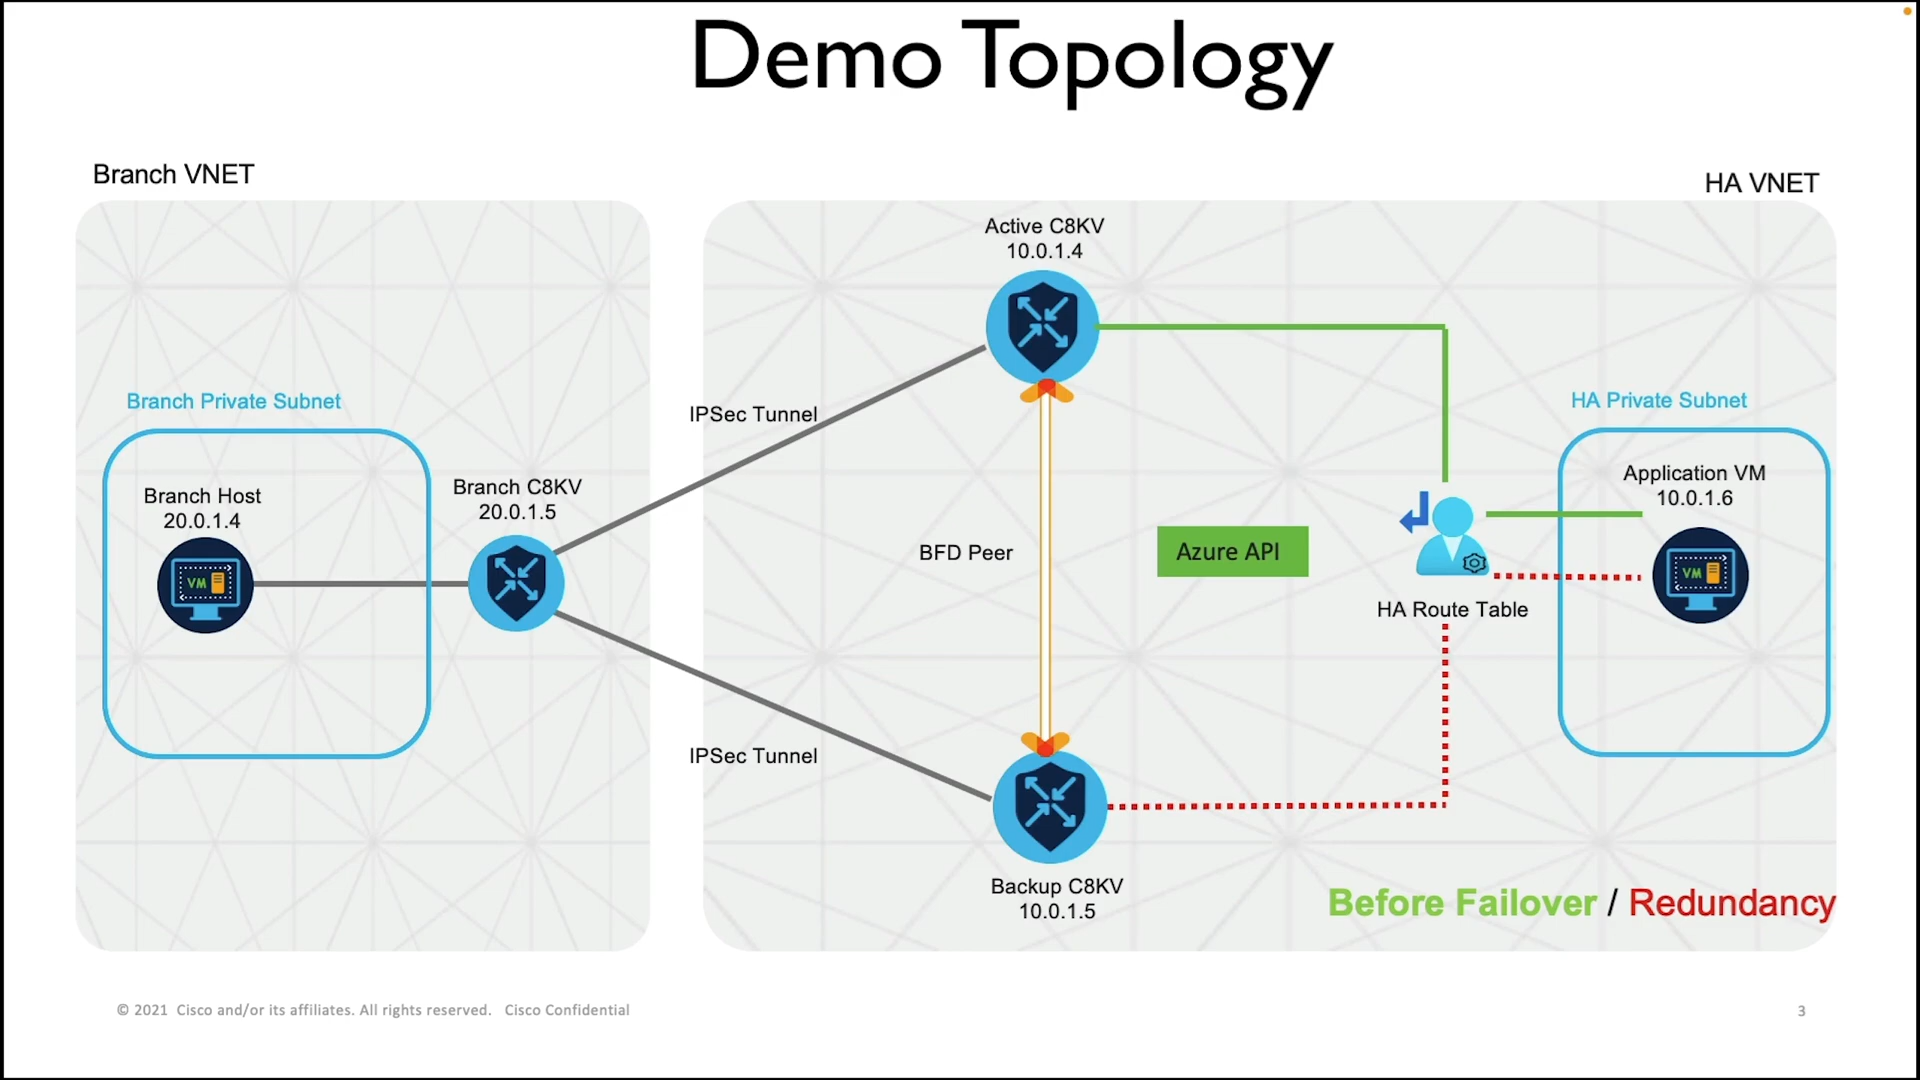 Demo Topology
Branch VNET
HA VNET
Active C8KV
10.0.1.4
Branch Private Subnet
HA Private Subnet
IPSec Tunnel
Branch Host
20.0.1.4
Branch C8KV
20.0.1.5
Application VM
10.0.1.6
BFD Peer
Azure API
VM
VM
HA Route Table
IPSec Tunnel
Backup C8KV
10.0.1.5
Before Failover / Redundancy
© 2021 Cisco and/or its affiliates. All rights reserved. Cisco Confidential
3